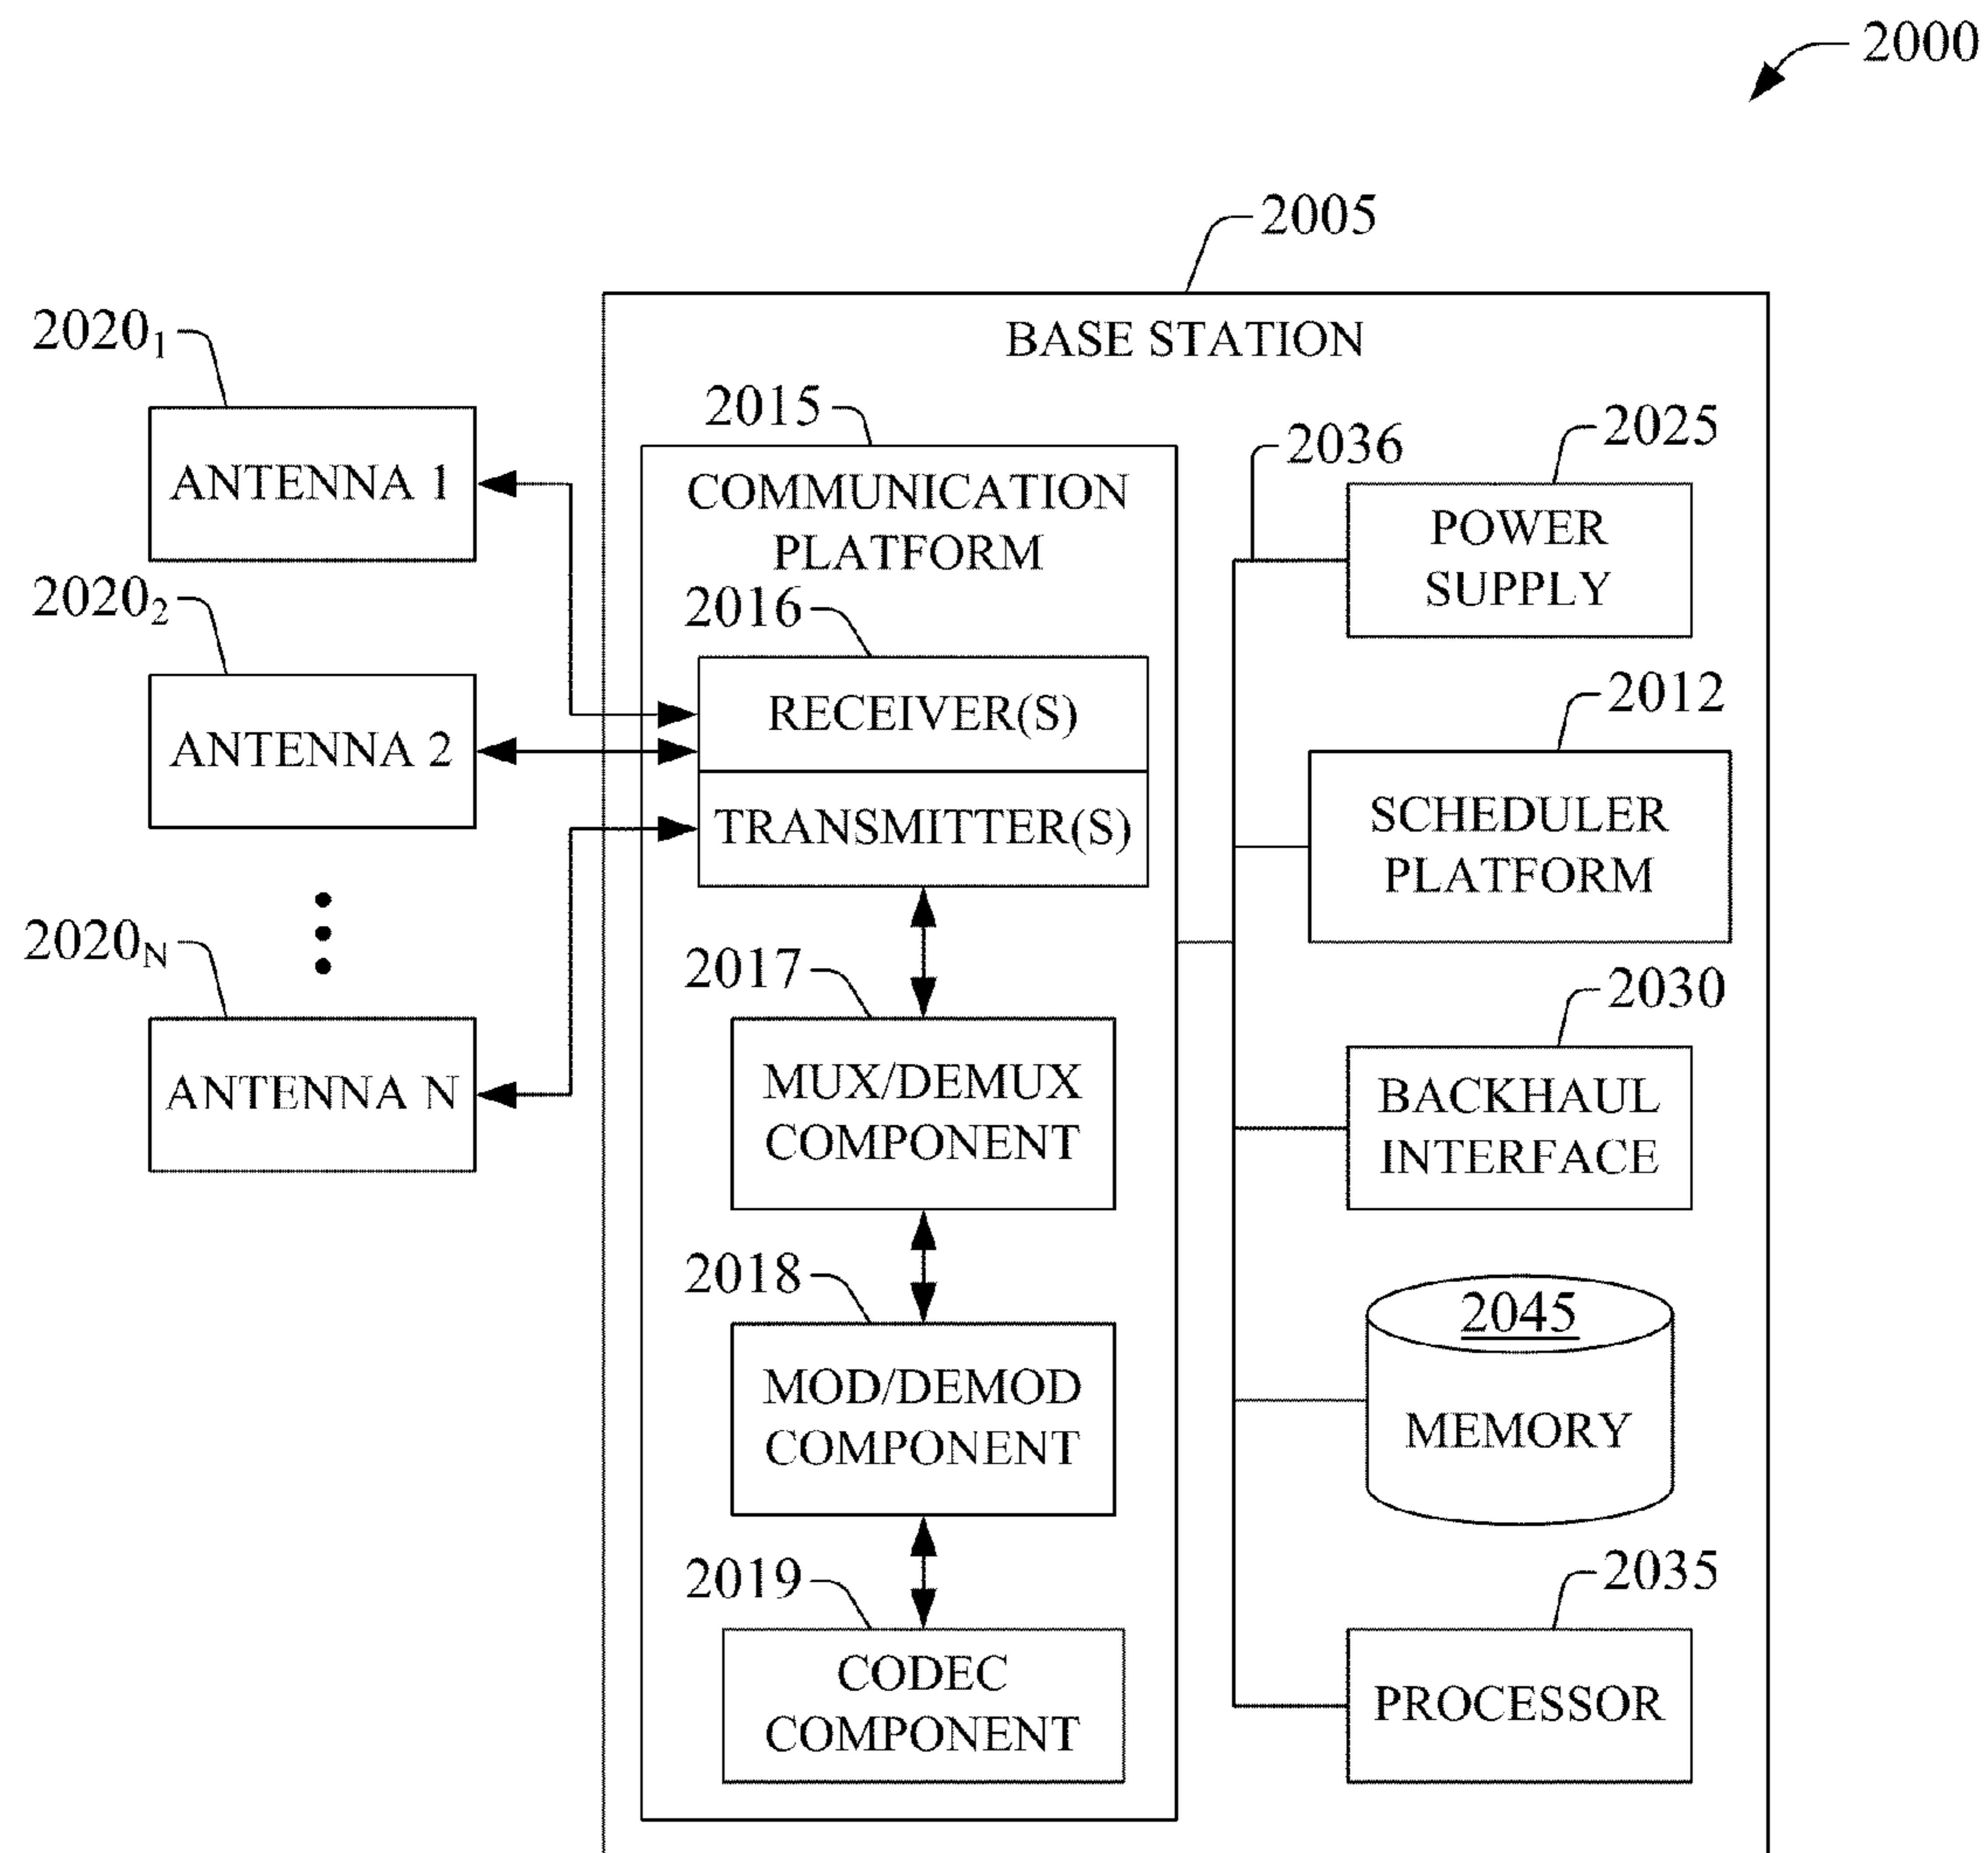 2000
2005
BASE STATION
2020₁
ANTENNA 1
2020₂
ANTENNA 2
2020N
ANTENNA N
2015
COMMUNICATION
PLATFORM
2016
RECEIVER(S)
TRANSMITTER(S)
2017
MUX/DEMUX
COMPONENT
2018
MOD/DEMOD
COMPONENT
2019
CODEC
COMPONENT
2036
2025
POWER
SUPPLY
2012
SCHEDULER
PLATFORM
2030
BACKHAUL
INTERFACE
2045
MEMORY
2035
PROCESSOR